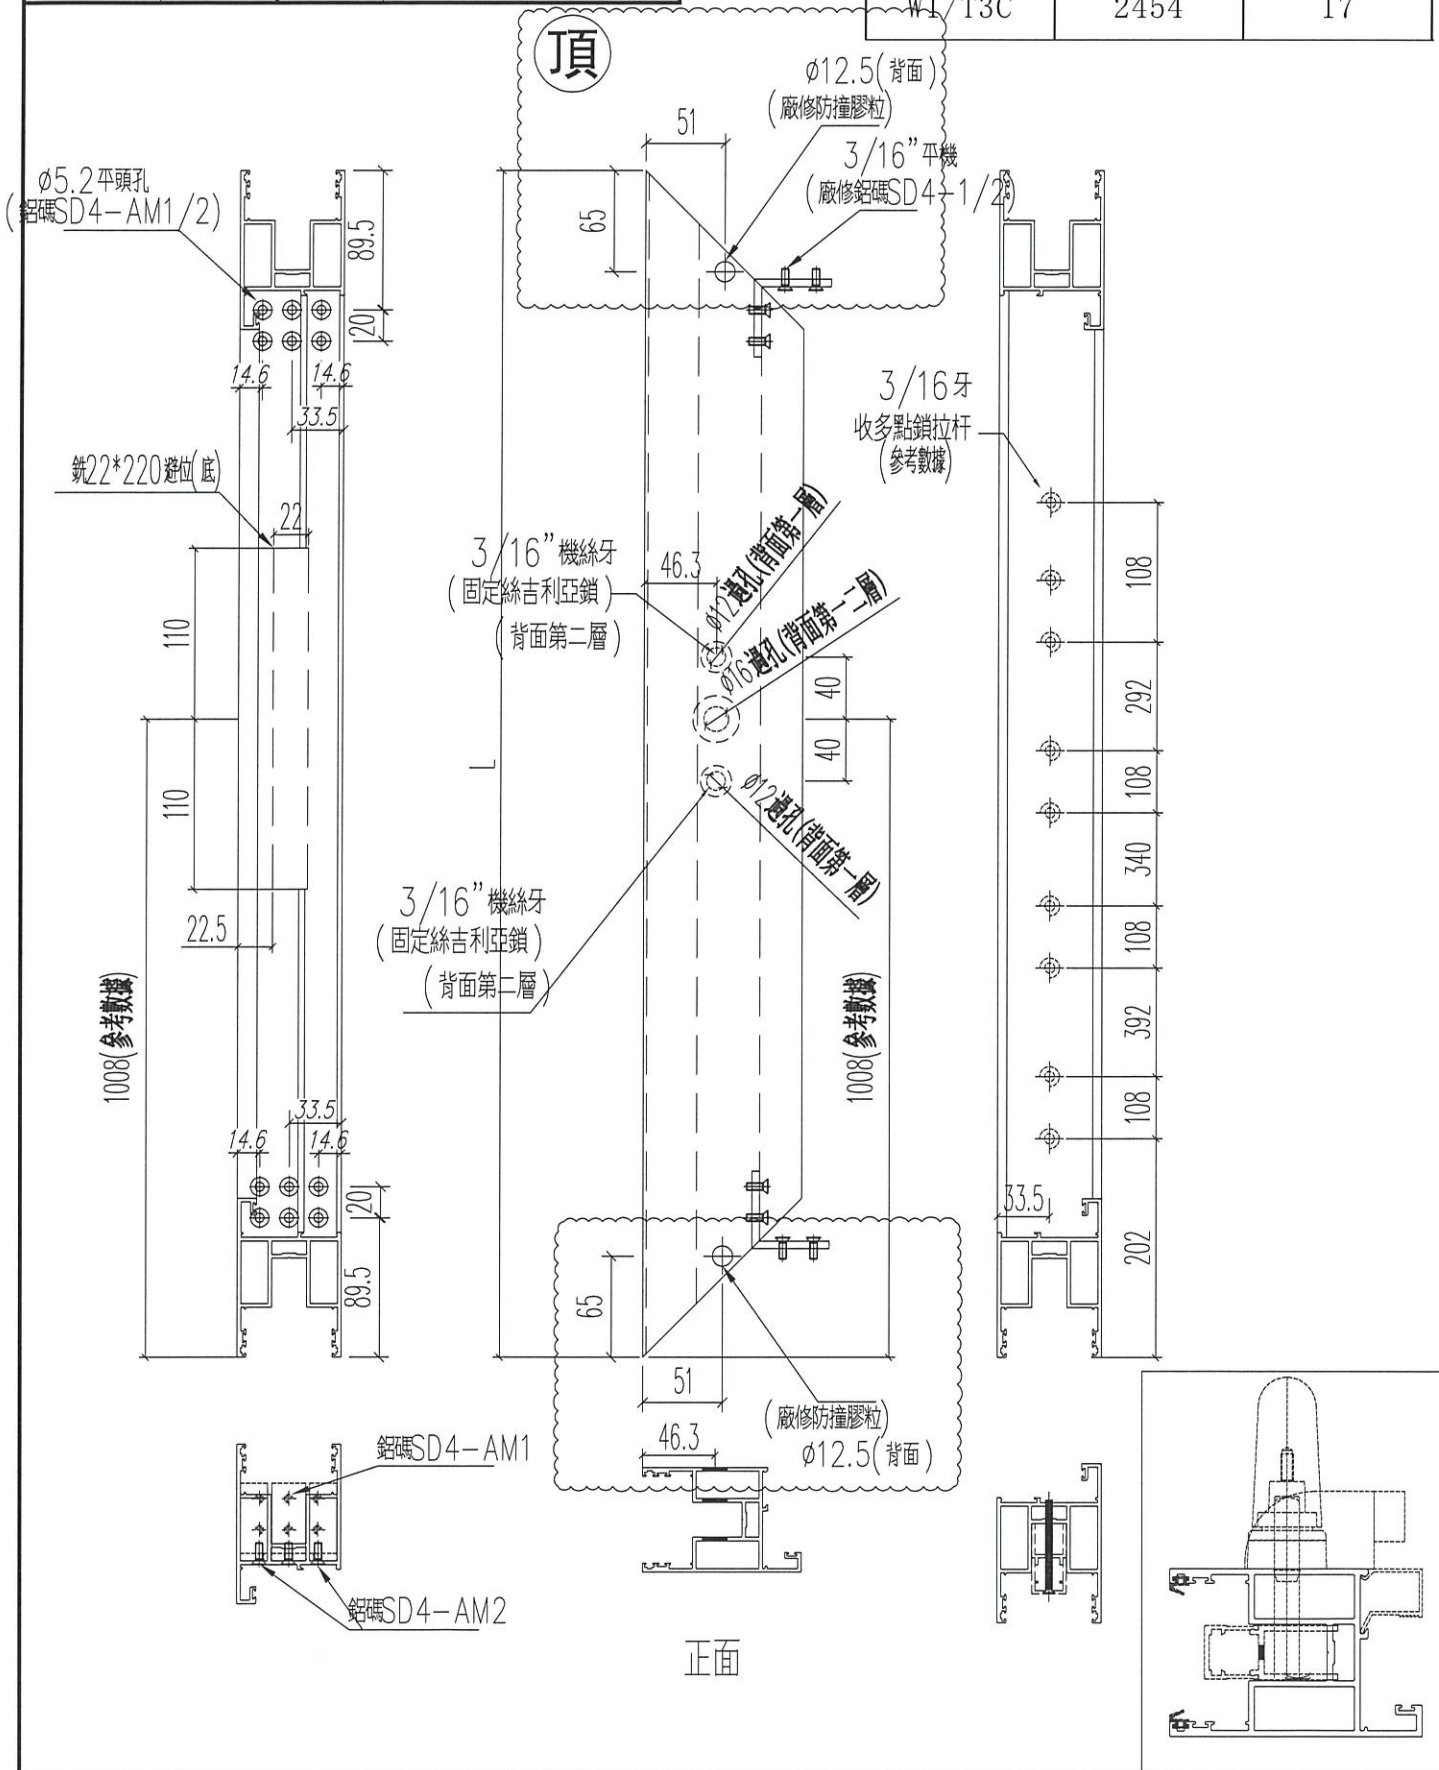 W1/T3C 2454 17
頂
ø12.5(背面)
(廠修防撞膠粒)
51
3/16”平機
(廠修鋁碼SD4-1/2)
65
ø5.2平頭孔
(鋁碼SD4-AM1/2)
89.5
20
14.6
14.6
33.5
銑22*220避位(底)
22
110
110
22.5
1008(參考數據)
33.5
14.6
14.6
20
89.5
L
3/16”機絲牙
(固定絲吉利亞鎖)
(背面第二層)
46.3
ø12過孔(背面第一層)
ø16過孔(背面第一二層)
40
40
ø12過孔(背面第一層)
3/16”機絲牙
(固定絲吉利亞鎖)
(背面第二層)
1008(參考數據)
65
51
(廠修防撞膠粒)
ø12.5(背面)
46.3
3/16牙
收多點鎖拉杆
(參考數據)
108
292
108
340
108
392
108
33.5
202
鋁碼SD4-AM1
鋁碼SD4-AM2
正面